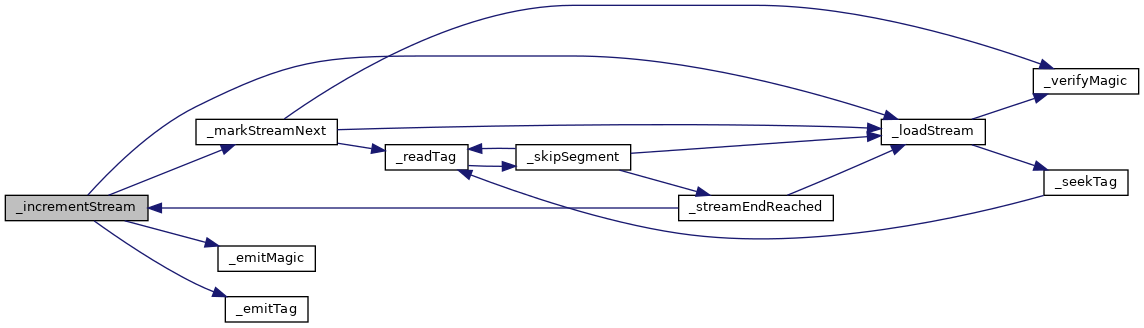 _incrementStream
_markStreamNext
_emitMagic
_emitTag
_readTag
_skipSegment
_streamEndReached
_loadStream
_verifyMagic
_seekTag